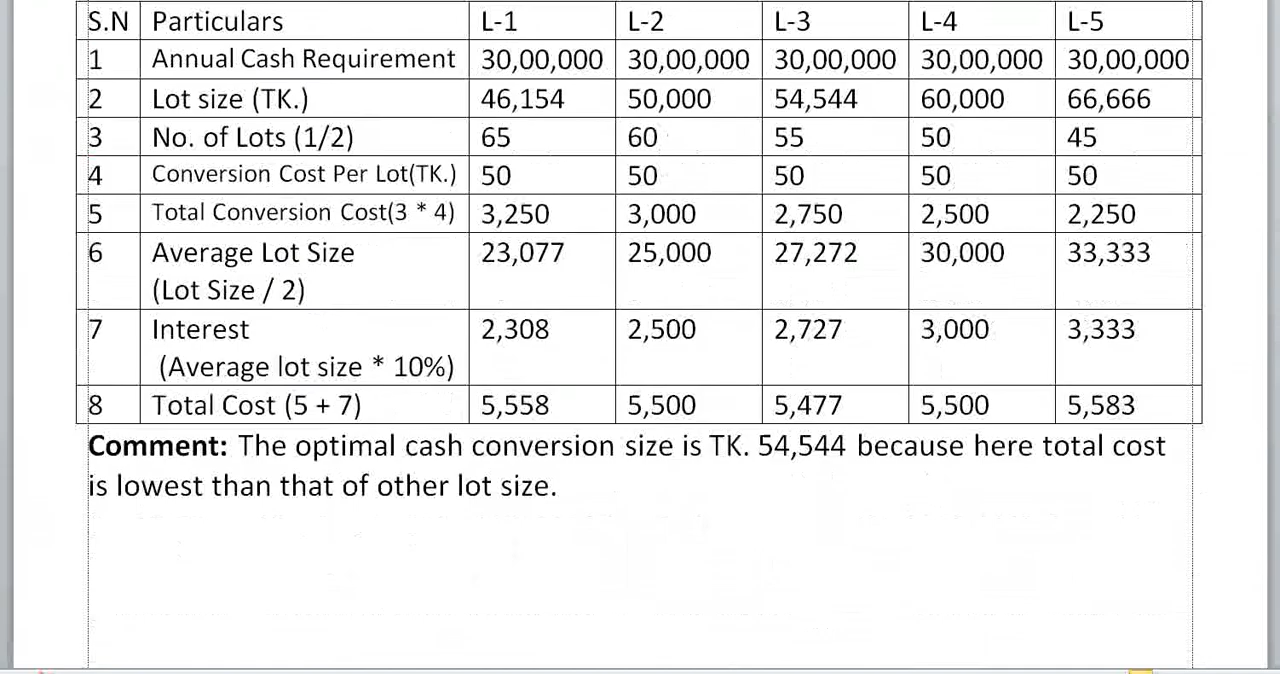 S.N Particulars L-1 L-2 L-3 L-4 L-5
1 Annual Cash Requirement 30,00,000 30,00,000 30,00,000 30,00,000 30,00,000
2 Lot size (TK.) 46,154 50,000 54,544 60,000 66,666
3 No. of Lots (1/2) 65 60 55 50 45
4 Conversion Cost Per Lot(TK.) 50 50 50 50 50
5 Total Conversion Cost(3 * 4) 3,250 3,000 2,750 2,500 2,250
6 Average Lot Size 23,077 25,000 27,272 30,000 33,333
(Lot Size / 2)
7 Interest 2,308 2,500 2,727 3,000 3,333
(Average lot size * 10%)
8 Total Cost (5 + 7) 5,558 5,500 5,477 5,500 5,583
Comment: The optimal cash conversion size is TK. 54,544 because here total cost
is lowest than that of other lot size.